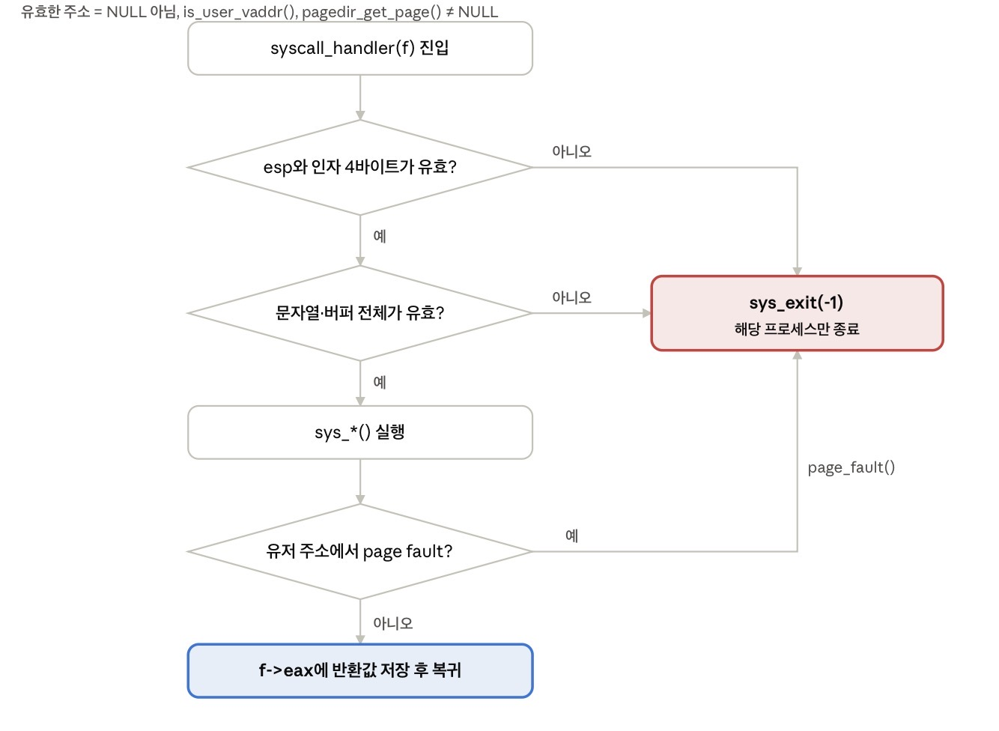 유효한 주소 = NULL 아님, is_user_vaddr(), pagedir_get_page() ≠ NULL
syscall_handler(f) 진입
esp와 인자 4바이트가 유효?
아니오
예
문자열·버퍼 전체가 유효?
아니오
sys_exit(-1)
해당 프로세스만 종료
예
sys_*() 실행
page_fault()
유저 주소에서 page fault?
예
아니오
f->eax에 반환값 저장 후 복귀